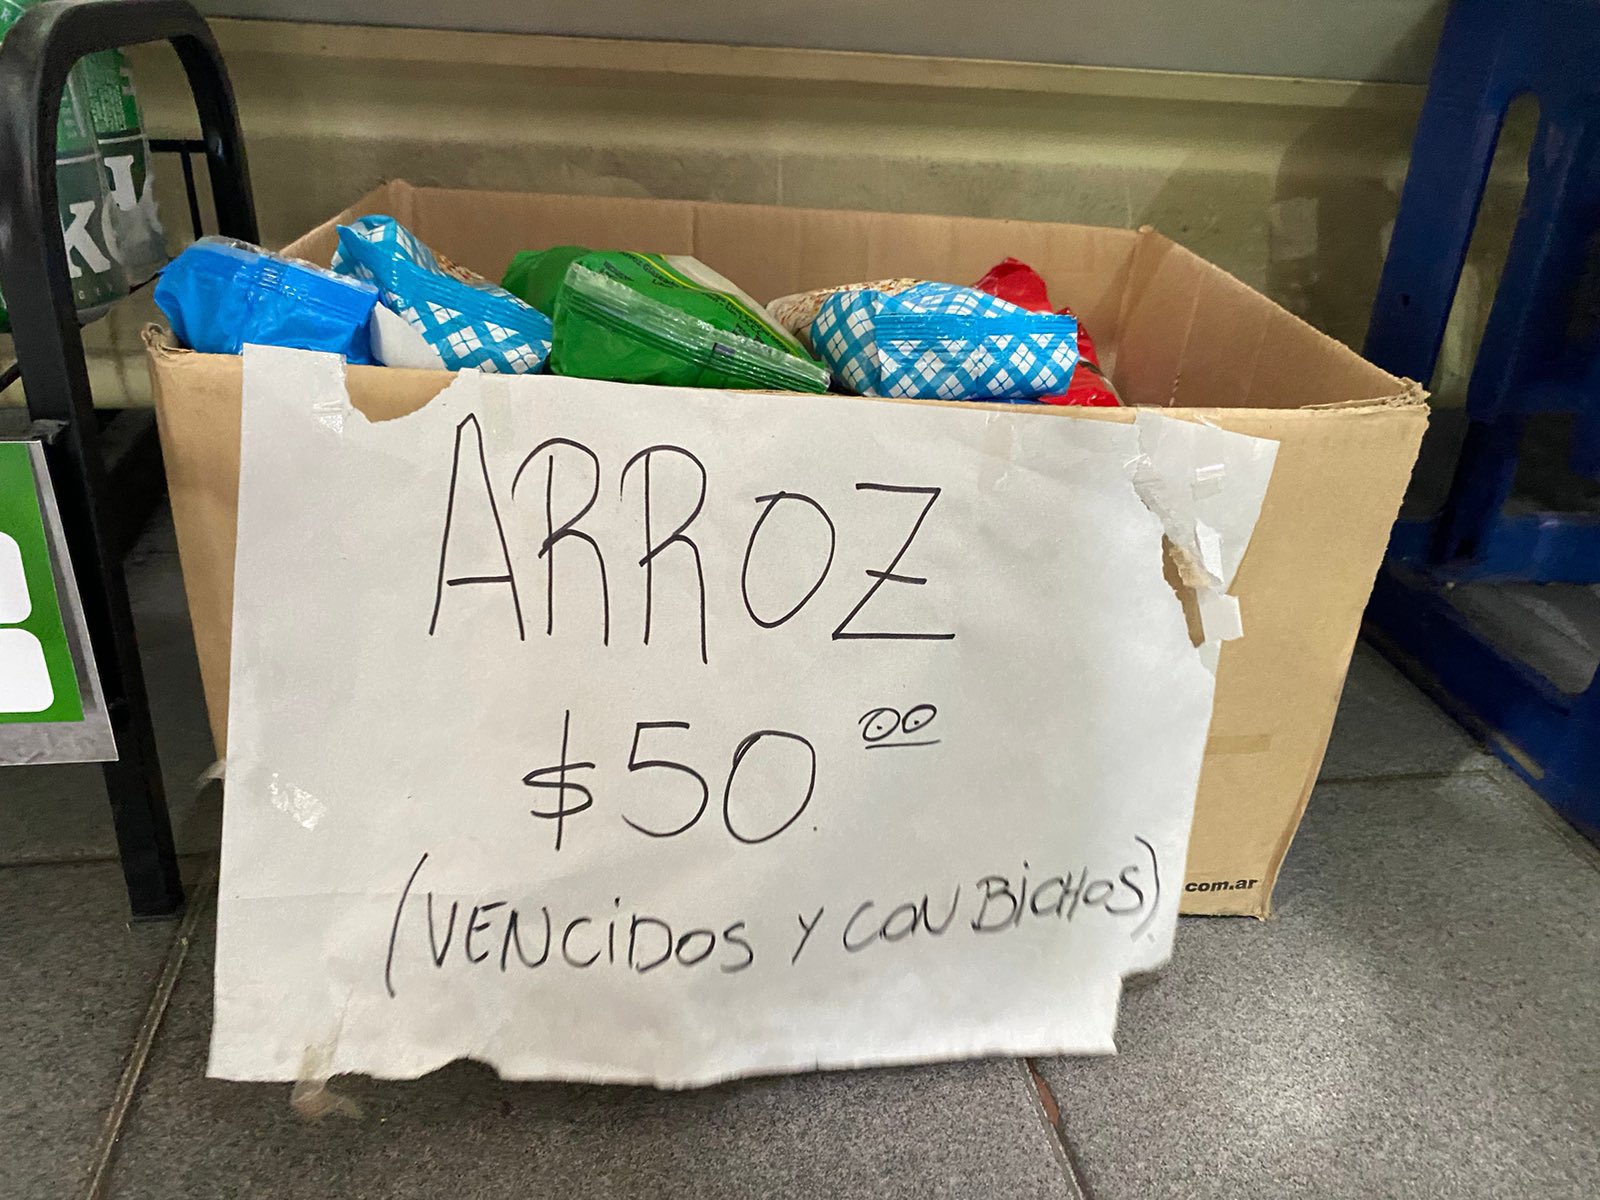 ARROZ
$50.00
(VENCIDOS Y CON BICHOS).
.com.ar